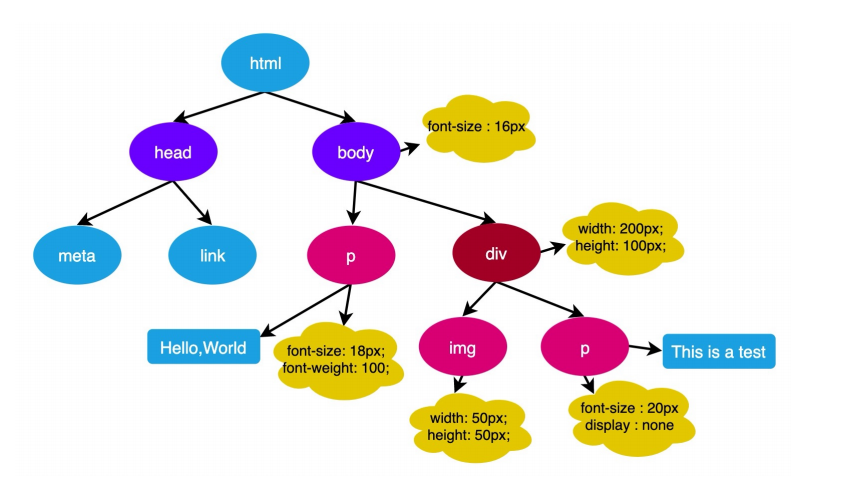 html
head
body
font-size : 16px
meta
link
p
div
width: 200px;
height: 100px;
Hello,World
font-size: 18px;
font-weight: 100;
img
p
This is a test
width: 50px;
height: 50px;
font-size : 20px
display : none